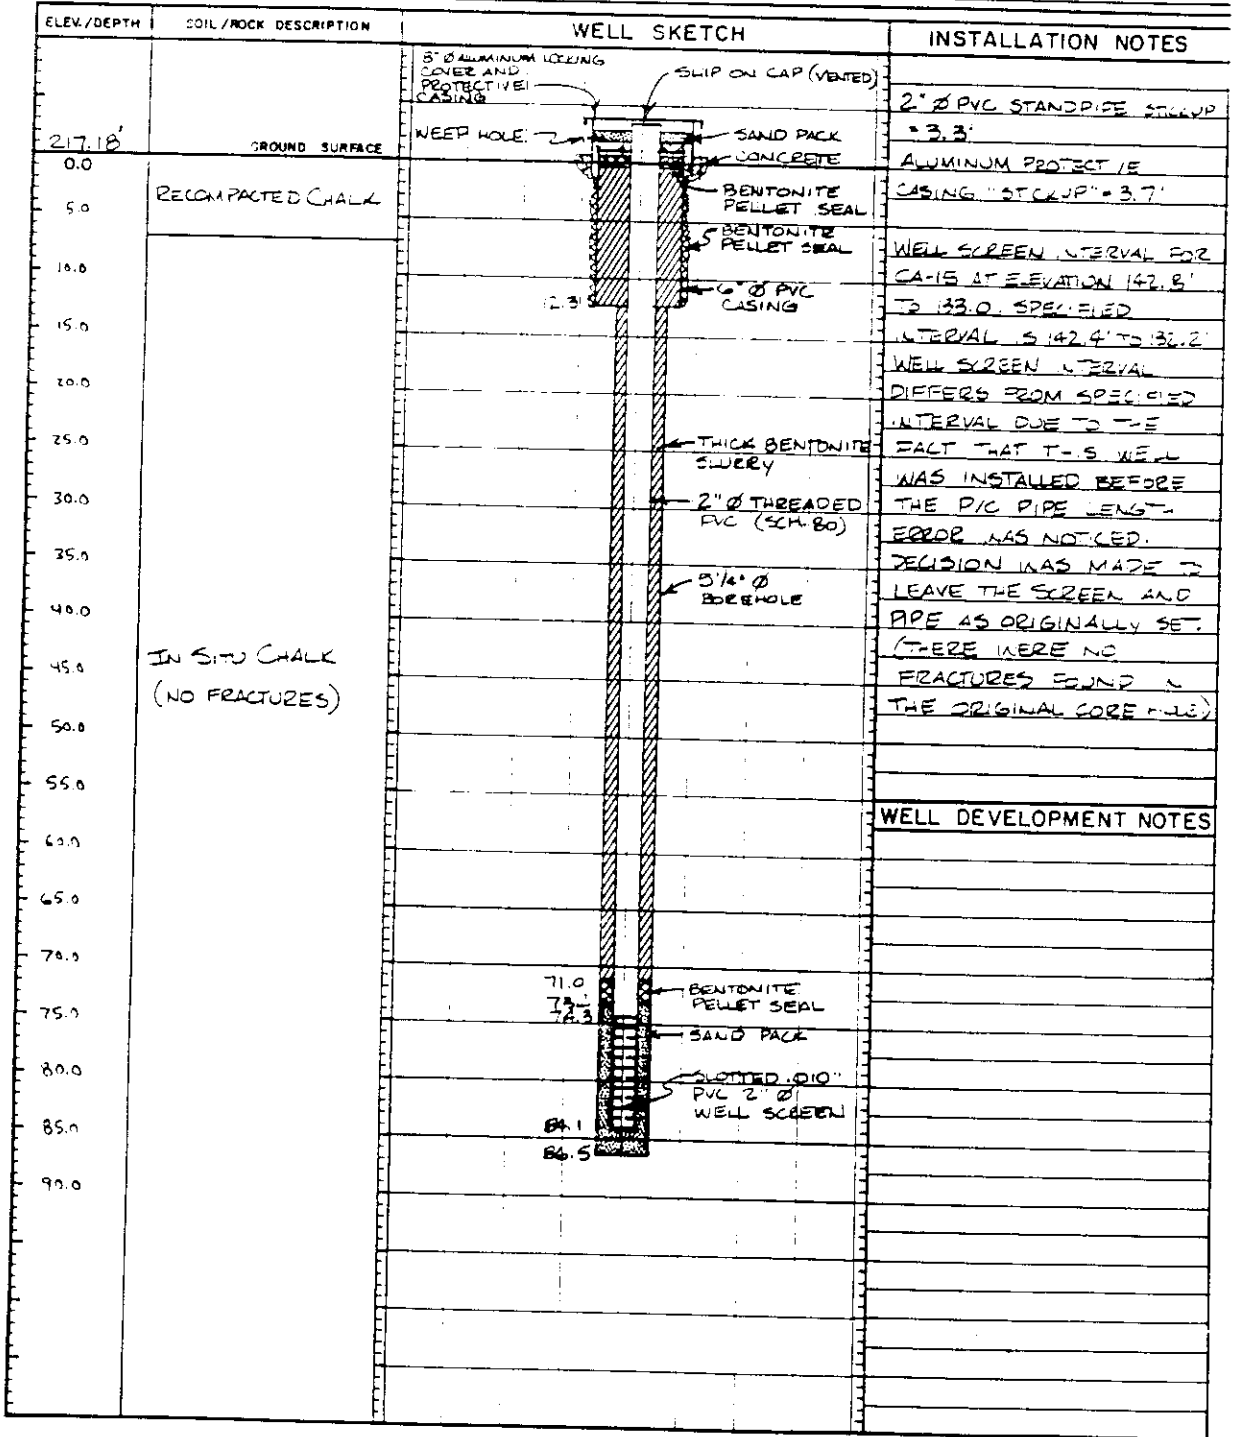 ELEV./DEPTH
SOIL/ROCK DESCRIPTION
WELL SKETCH
INSTALLATION NOTES
8" Ø ALUMINUM LOCKING
COVER AND
PROTECTIVE
CASING
SLIP ON CAP (VENTED)
WEEP HOLE
SAND PACK
CONCRETE
BENTONITE
PELLET SEAL
BENTONITE
PELLET SEAL
6" Ø PVC
CASING
12.3
217.18'
GROUND SURFACE
0.0
RECOMPACTED CHALK
5.0
10.0
15.0
20.0
25.0
30.0
35.0
40.0
45.0
IN SITU CHALK
(NO FRACTURES)
50.0
55.0
60.0
65.0
70.0
75.0
80.0
85.0
90.0
THICK BENTONITE
SLURRY
2" Ø THREADED
PVC (SCH. 80)
5 1/4" Ø
BOREHOLE
71.0
BENTONITE
PELLET SEAL
SAND PACK
SLOTTED .010"
PVC 2" Ø
WELL SCREEN
84.1
86.5
2" Ø PVC STANDPIPE STICKUP
= 3.3'
ALUMINUM PROTECTIVE
CASING "STICKUP" = 3.7'
WELL SCREEN INTERVAL FOR
CA-15 AT ELEVATION 142.8'
TO 133.0. SPECIFIED
INTERVAL IS 142.4' TO 132.2'
WELL SCREEN INTERVAL
DIFFERS FROM SPECIFIED
INTERVAL DUE TO THE
FACT THAT THIS WELL
WAS INSTALLED BEFORE
THE PVC PIPE LENGTH
ERROR WAS NOTICED.
DECISION WAS MADE TO
LEAVE THE SCREEN AND
PIPE AS ORIGINALLY SET.
(THERE WERE NO
FRACTURES FOUND IN
THE ORIGINAL CORE HOLE)
WELL DEVELOPMENT NOTES